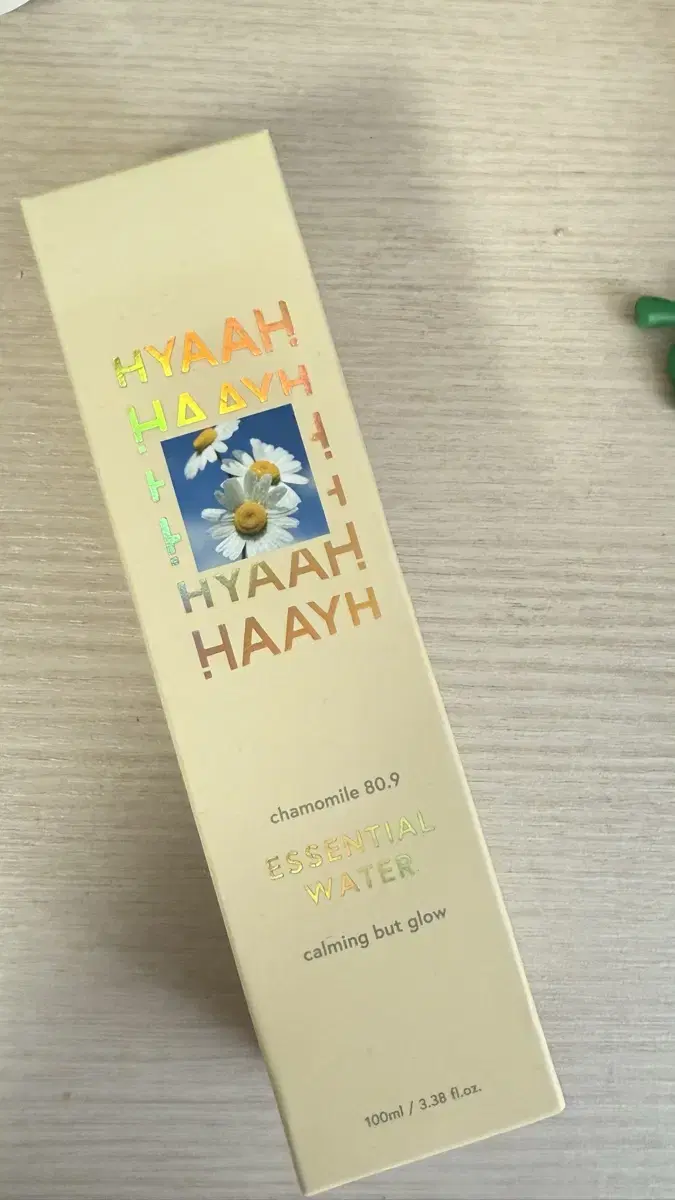 HYAAH
HAAYH
HYAAH
HAAYH
chamomile 80.9
ESSENTIAL
WATER
calming but glow
100ml / 3.38 fl.oz.